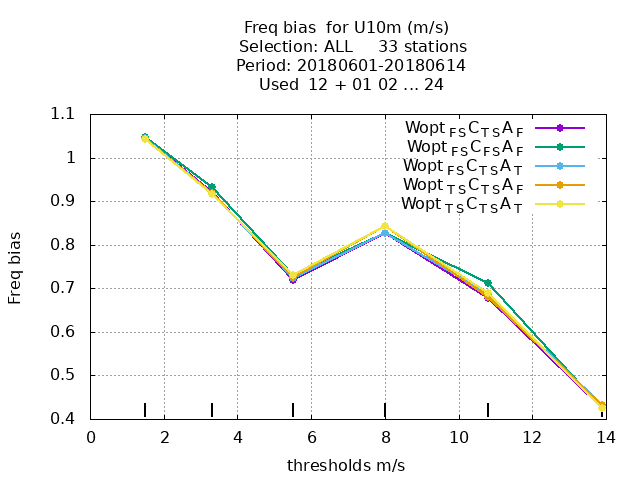 Freq bias  for U10m (m/s)
Selection: ALL     33 stations
Period: 20180601-20180614
Used  12 + 01 02 ... 24
Wopt FS C TS A F
Wopt FS C FS A F
Wopt FS C TS A T
Wopt TS C TS A F
Wopt TS C TS A T
1.1
1
0.9
0.8
0.7
0.6
0.5
0.4
Freq bias
0 2 4 6 8 10 12 14
thresholds m/s